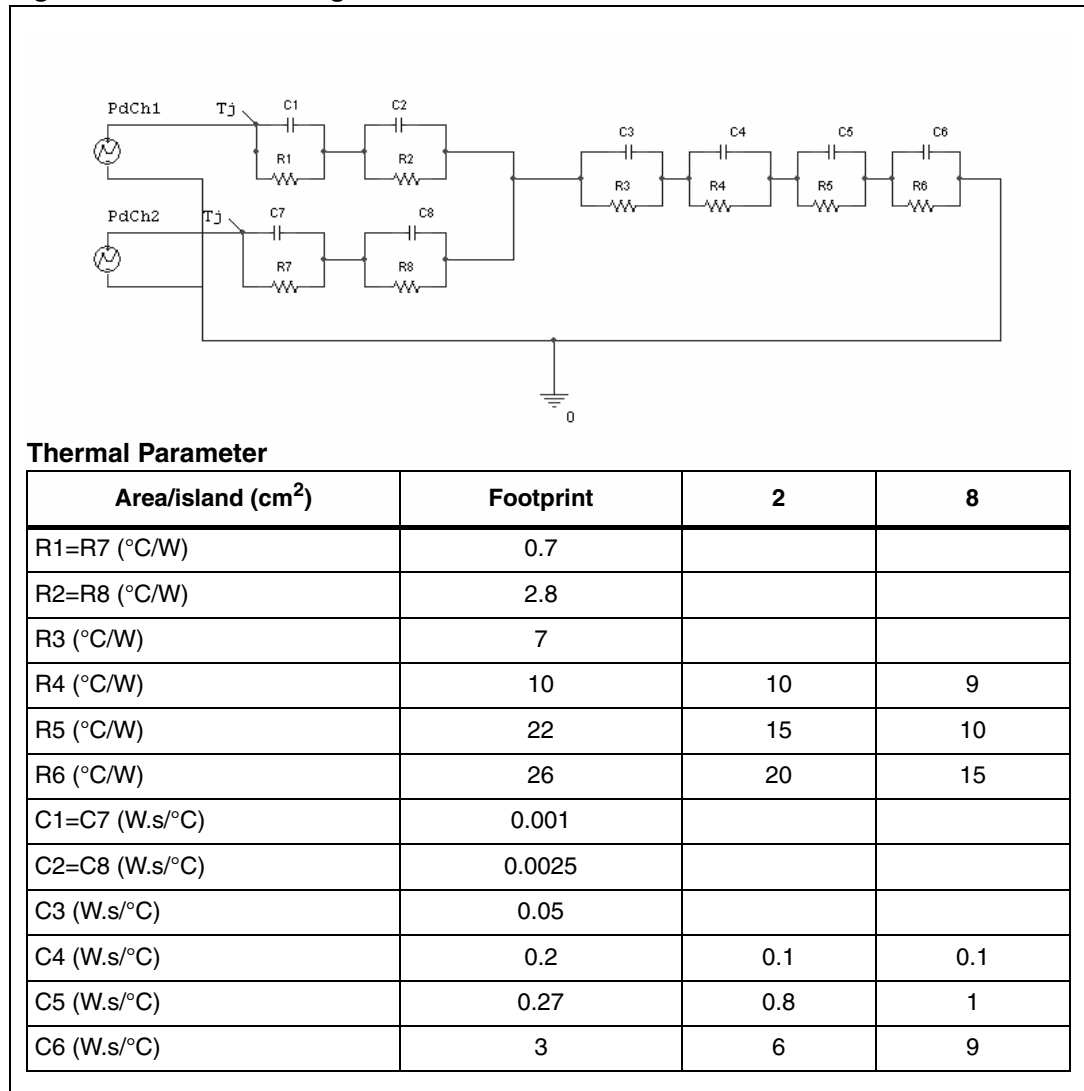 PdCh1 Tj C1 C2
R1 R2
C3 C4 C5 C6
R3 R4 R5 R6
PdCh2 Tj C7 C8
R7 R8
0
Thermal Parameter
Area/island (cm2) Footprint 2 8
R1=R7 (°C/W) 0.7
R2=R8 (°C/W) 2.8
R3 (°C/W) 7
R4 (°C/W) 10 10 9
R5 (°C/W) 22 15 10
R6 (°C/W) 26 20 15
C1=C7 (W.s/°C) 0.001
C2=C8 (W.s/°C) 0.0025
C3 (W.s/°C) 0.05
C4 (W.s/°C) 0.2 0.1 0.1
C5 (W.s/°C) 0.27 0.8 1
C6 (W.s/°C) 3 6 9